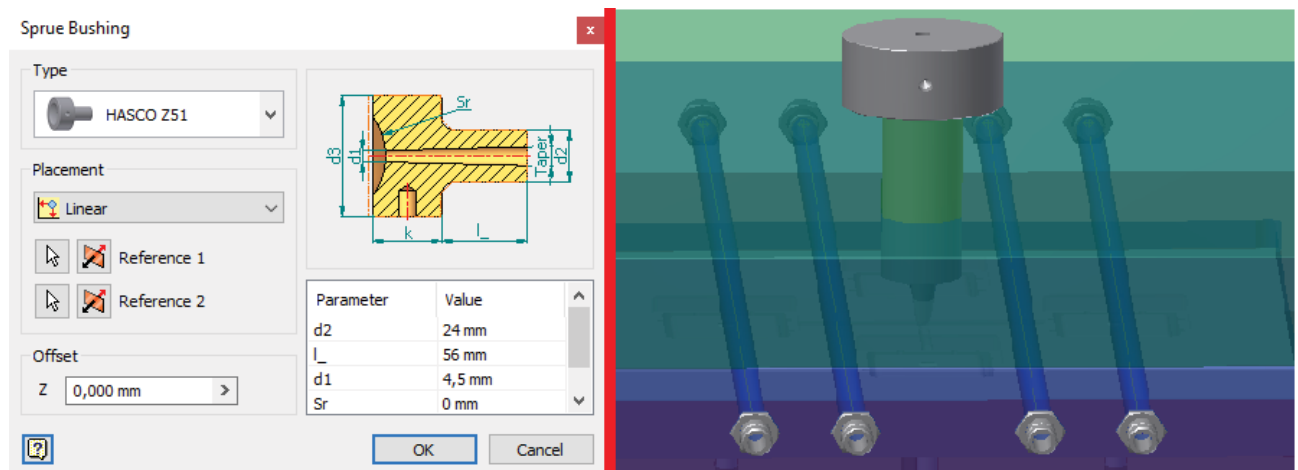 Sprue Bushing
x
Type
HASCO Z51
Placement
Linear
Reference 1
Reference 2
Offset
Z 0,000 mm >
Sr
d3
d1
Taper
d2
k
l_
Parameter Value
d2 24 mm
l_ 56 mm
d1 4,5 mm
Sr 0 mm
? OK Cancel